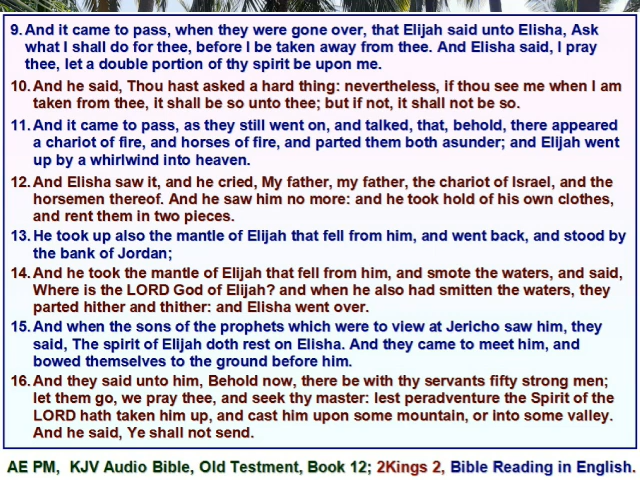 9. And it came to pass, when they were gone over, that Elijah said unto Elisha, Ask
what I shall do for thee, before I be taken away from thee. And Elisha said, I pray
thee, let a double portion of thy spirit be upon me.
10. And he said, Thou hast asked a hard thing: nevertheless, if thou see me when I am
taken from thee, it shall be so unto thee; but if not, it shall not be so.
11. And it came to pass, as they still went on, and talked, that, behold, there appeared
a chariot of fire, and horses of fire, and parted them both asunder; and Elijah went
up by a whirlwind into heaven.
12. And Elisha saw it, and he cried, My father, my father, the chariot of Israel, and the
horsemen thereof. And he saw him no more: and he took hold of his own clothes,
and rent them in two pieces.
13. He took up also the mantle of Elijah that fell from him, and went back, and stood by
the bank of Jordan;
14. And he took the mantle of Elijah that fell from him, and smote the waters, and said,
Where is the LORD God of Elijah? and when he also had smitten the waters, they
parted hither and thither: and Elisha went over.
15. And when the sons of the prophets which were to view at Jericho saw him, they
said, The spirit of Elijah doth rest on Elisha. And they came to meet him, and
bowed themselves to the ground before him.
16. And they said unto him, Behold now, there be with thy servants fifty strong men;
let them go, we pray thee, and seek thy master: lest peradventure the Spirit of the
LORD hath taken him up, and cast him upon some mountain, or into some valley.
And he said, Ye shall not send.
AE PM, KJV Audio Bible, Old Testment, Book 12; 2Kings 2, Bible Reading in English.